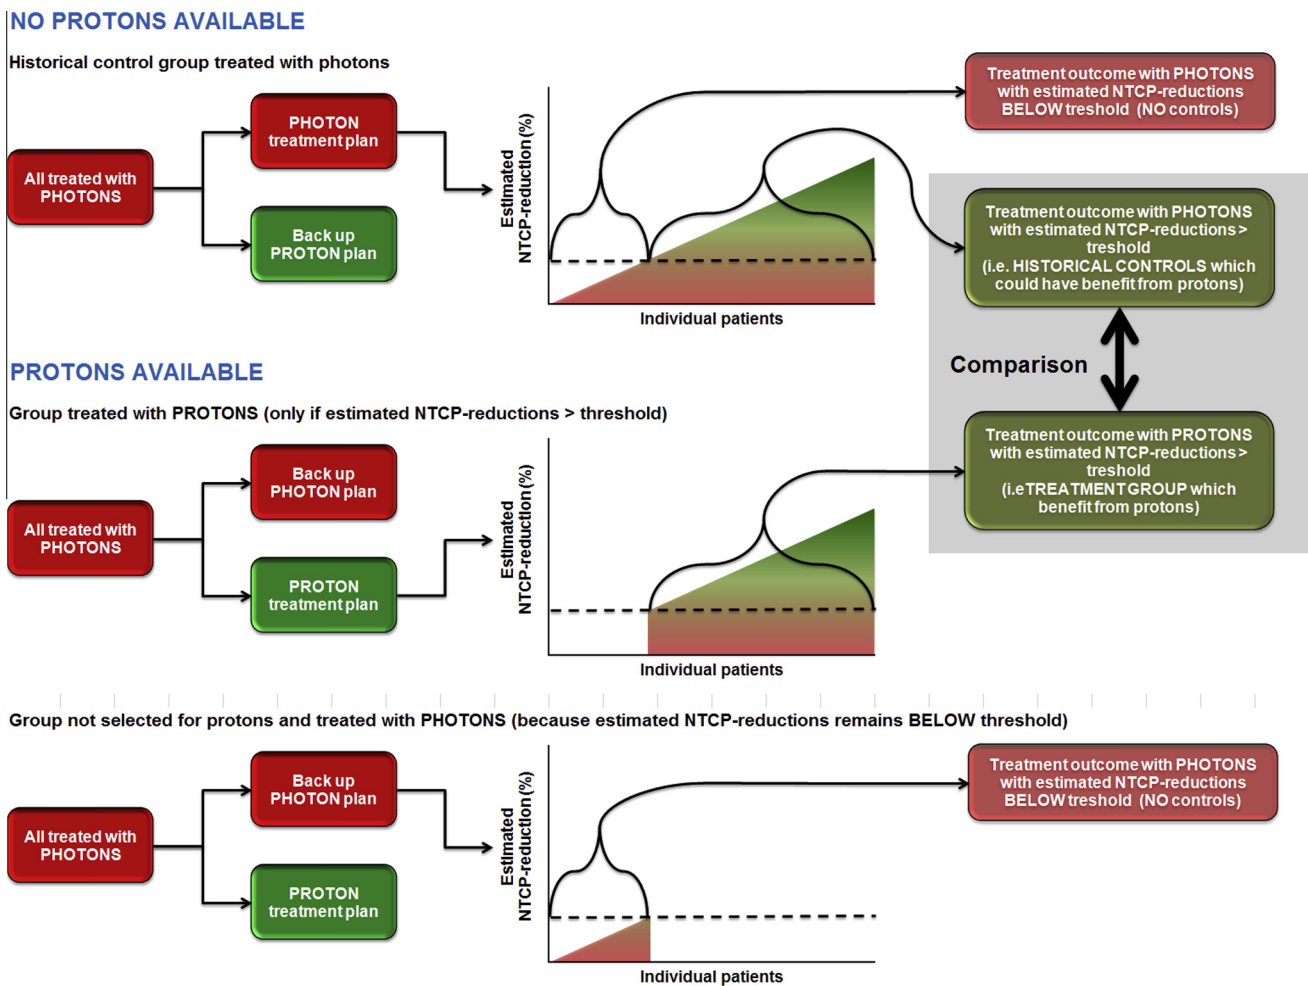 NO PROTONS AVAILABLE
Historical control group treated with photons
All treated with
PHOTONS
PHOTON
treatment plan
Back up
PROTON plan
Estimated
NTCP-reduction (%)
Individual patients
Treatment outcome with PHOTONS
with estimated NTCP-reductions
BELOW treshold (NO controls)
Treatment outcome with PHOTONS
with estimated NTCP-reductions >
treshold
(i.e. HISTORICAL CONTROLS which
could have benefit from protons)
Comparison
PROTONS AVAILABLE
Group treated with PROTONS (only if estimated NTCP-reductions > threshold)
All treated with
PHOTONS
Back up
PHOTON plan
PROTON
treatment plan
Estimated
NTCP-reduction (%)
Individual patients
Treatment outcome with PROTONS
with estimated NTCP-reductions >
treshold
(i.e TREATMENT GROUP which
benefit from protons)
Group not selected for protons and treated with PHOTONS (because estimated NTCP-reductions remains BELOW threshold)
All treated with
PHOTONS
Back up
PHOTON plan
PROTON
treatment plan
Estimated
NTCP-reduction (%)
Individual patients
Treatment outcome with PHOTONS
with estimated NTCP-reductions
BELOW treshold (NO controls)